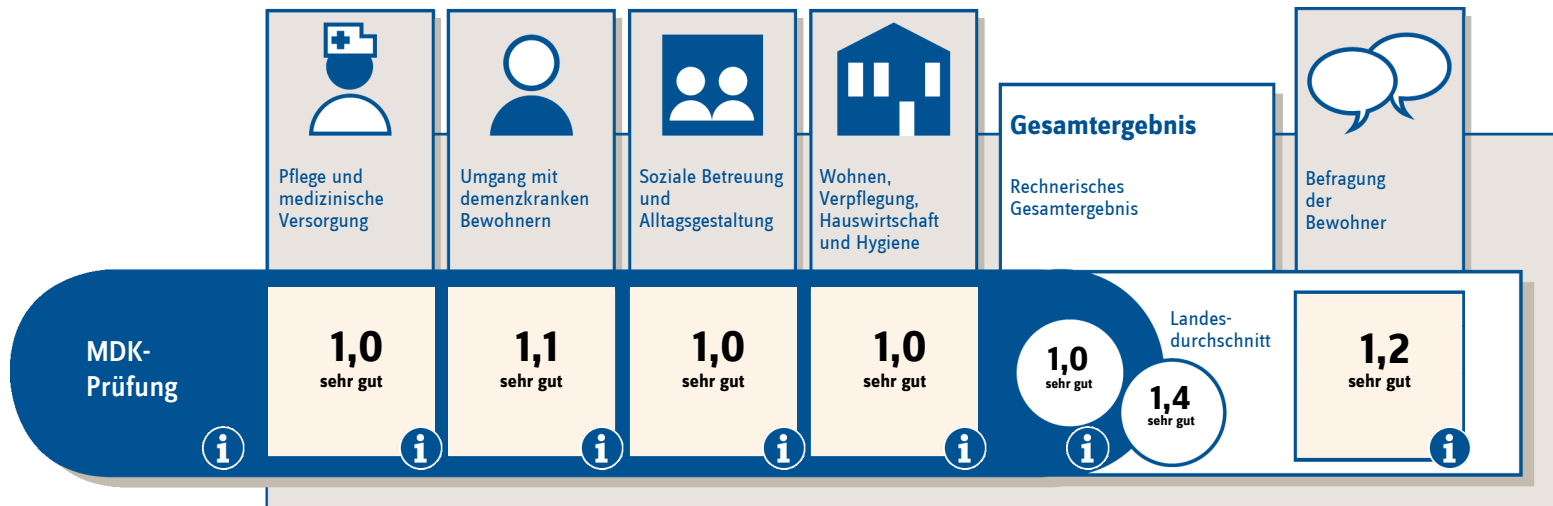 Pflege und
medizinische
Versorgung
Umgang mit
demenzkranken
Bewohnern
Soziale Betreuung
und
Alltagsgestaltung
Wohnen,
Verpflegung,
Hauswirtschaft
und Hygiene
Gesamtergebnis
Rechnerisches
Gesamtergebnis
Befragung
der
Bewohner
MDK-
Prüfung
i
1,0
sehr gut
i
1,1
sehr gut
i
1,0
sehr gut
i
1,0
sehr gut
i
1,0
sehr gut
i
Landes-
durchschnitt
1,4
sehr gut
1,2
sehr gut
i